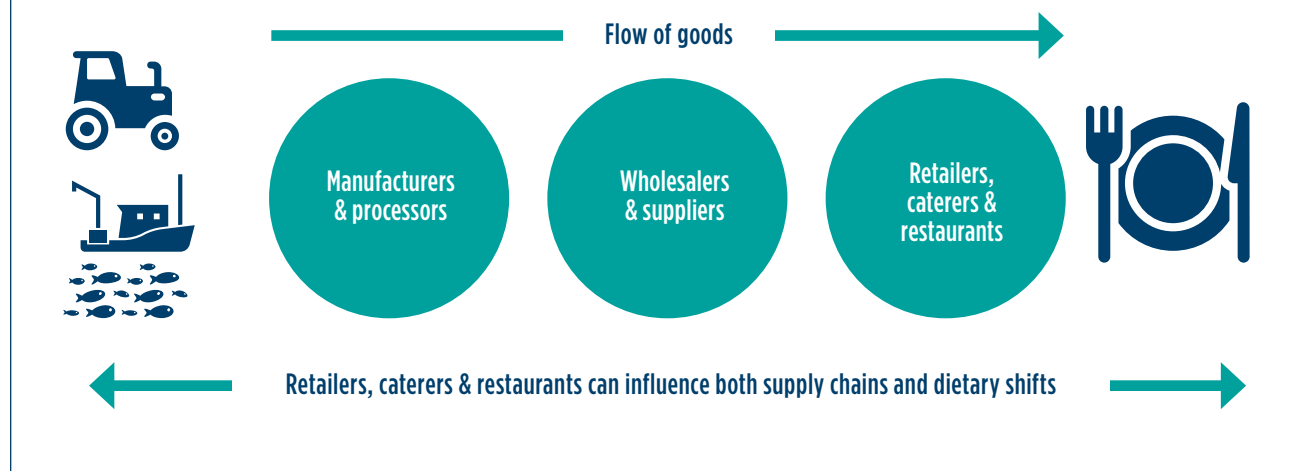 Flow of goods
Manufacturers
& processors
Wholesalers
& suppliers
Retailers,
caterers &
restaurants
Retailers, caterers & restaurants can influence both supply chains and dietary shifts